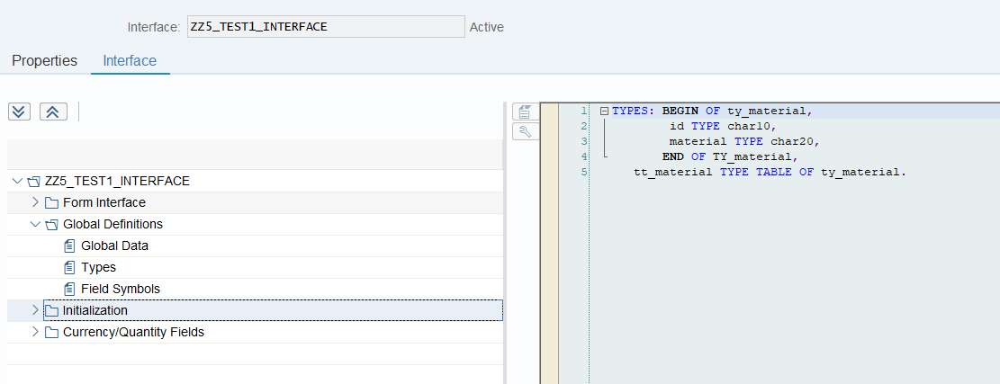 Interface: ZZ5_TEST1_INTERFACE Active
Properties Interface
ZZ5_TEST1_INTERFACE
Form Interface
Global Definitions
Global Data
Types
Field Symbols
Initialization
Currency/Quantity Fields
1 TYPES: BEGIN OF ty_material,
2 id TYPE char10,
3 material TYPE char20,
4 END OF TY_material,
5 tt_material TYPE TABLE OF ty_material.